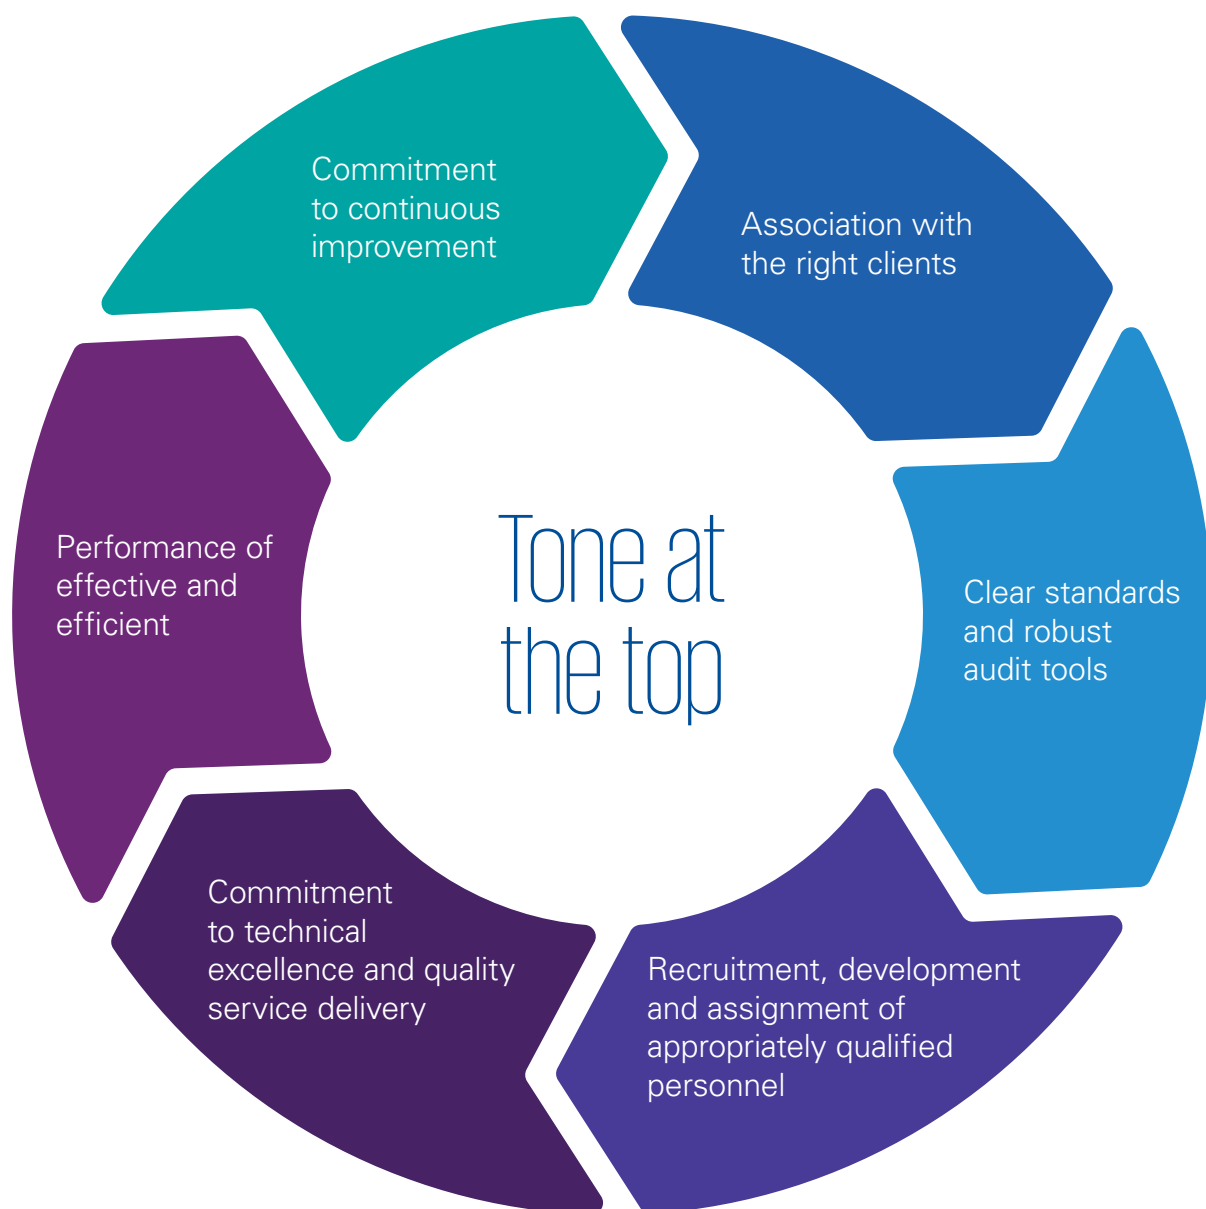 Commitment
to continuous
improvement
Association with
the right clients
Clear standards
and robust
audit tools
Recruitment, development
and assignment of
appropriately qualified
personnel
Commitment
to technical
excellence and quality
service delivery
Performance of
effective and
efficient
Tone at
the top